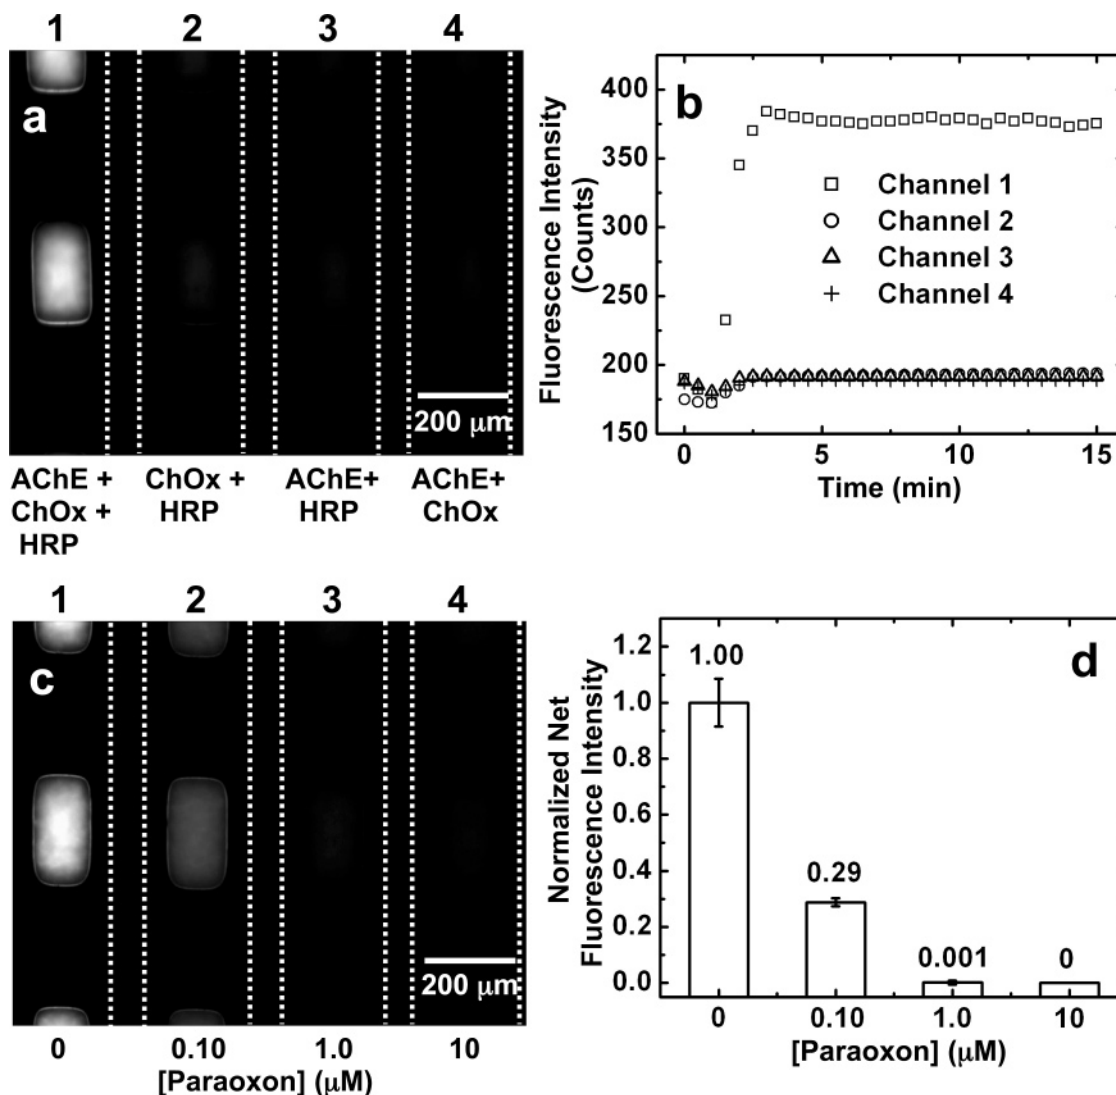 1 2 3 4
a
200 μm
AChE + ChOx + AChE+ AChE+
ChOx + HRP HRP ChOx
HRP
b
Fluorescence Intensity
(Counts)
400
350
300
250
200
150
Channel 1
Channel 2
Channel 3
Channel 4
0 5 10 15
Time (min)
1 2 3 4
c
200 μm
0 0.10 1.0 10
[Paraoxon] (μM)
d
Normalized Net
Fluorescence Intensity
1.2
1.0
0.8
0.6
0.4
0.2
0.0
1.00
0.29
0.001
0
0 0.10 1.0 10
[Paraoxon] (μM)